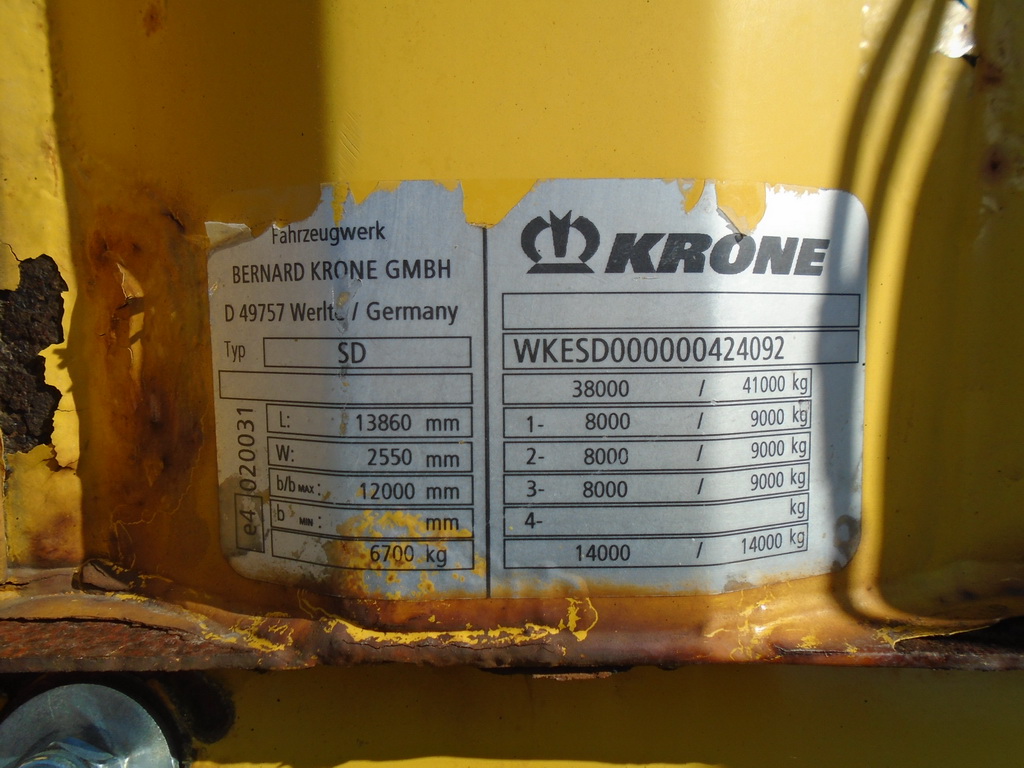 Fahrzeugwerk
BERNARD KRONE GMBH
D 49757 Werlte / Germany
Typ SD
L: 13860 mm
W: 2550 mm
b/b MAX: 12000 mm
b MIN: mm
6700 kg
e4 020031
KRONE
WKESD000000424092
38000 / 41000 kg
1- 8000 / 9000 kg
2- 8000 / 9000 kg
3- 8000 / 9000 kg
4- kg
14000 / 14000 kg